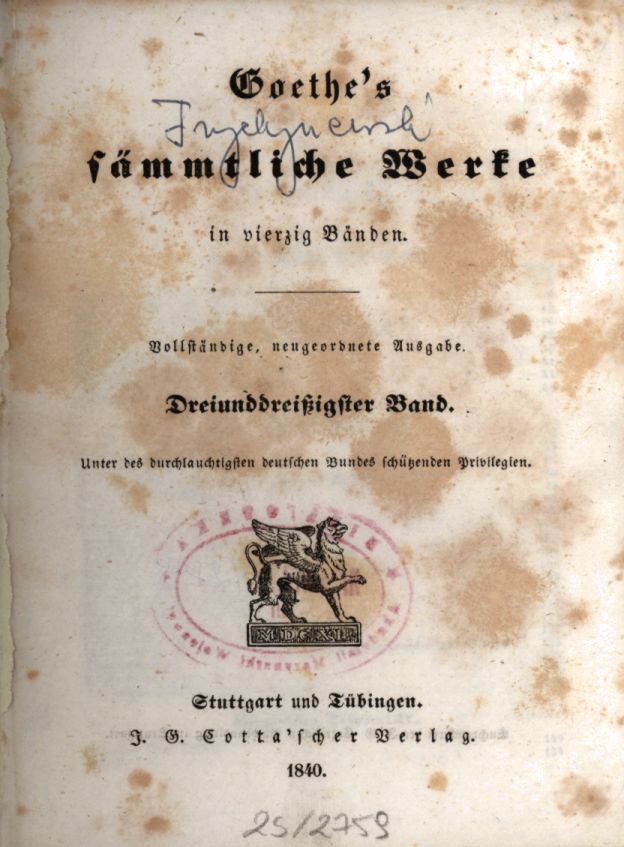 Goethe's
sämmtliche Werke
in vierzig Bänden.
Vollständige, neugeordnete Ausgabe.
Dreiunddreißigster Band.
Unter des durchlauchtigsten deutschen Bundes schützenden Privilegien.
Stuttgart und Tübingen.
J. G. Cotta'scher Verlag.
1840.
25/2759